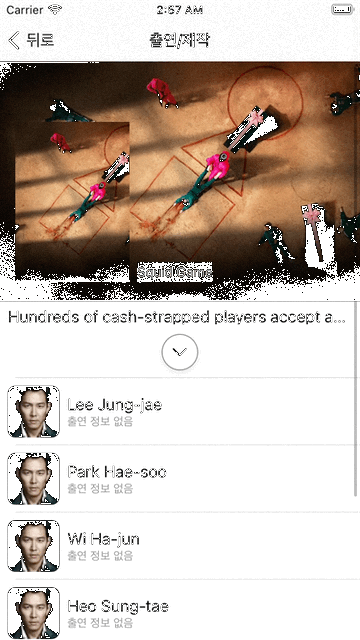 Carrier 2:57 AM
뒤로 출연/제작
Squid Game
Hundreds of cash-strapped players accept a...
Lee Jung-jae
출연 정보 없음
Park Hae-soo
출연 정보 없음
Wi Ha-jun
출연 정보 없음
Heo Sung-tae
출연 정보 없음